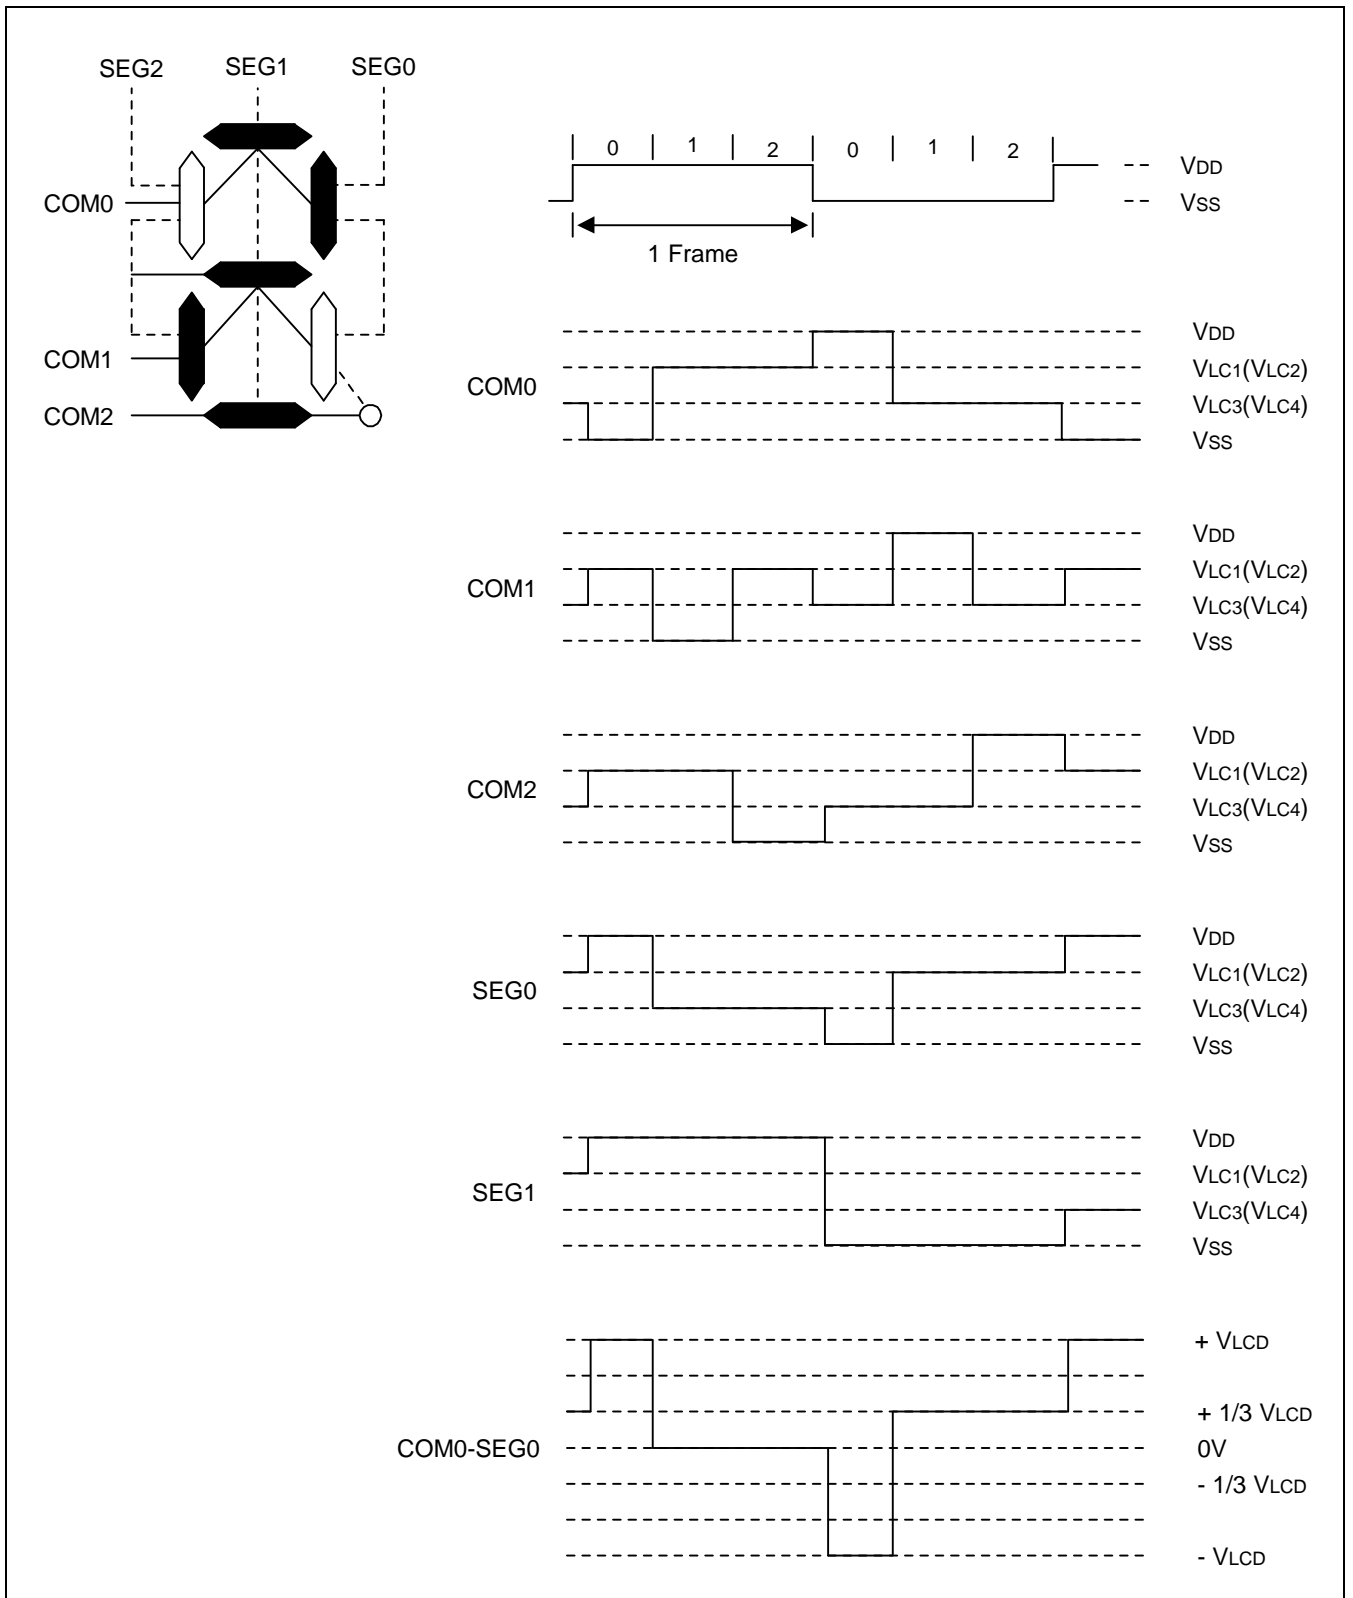 SEG2 SEG1 SEG0
COM0
COM1
COM2
0 1 2 0 1 2
VDD
VSS
1 Frame
COM0
VDD
VLC1(VLC2)
VLC3(VLC4)
VSS
COM1
VDD
VLC1(VLC2)
VLC3(VLC4)
VSS
COM2
VDD
VLC1(VLC2)
VLC3(VLC4)
VSS
SEG0
VDD
VLC1(VLC2)
VLC3(VLC4)
VSS
SEG1
VDD
VLC1(VLC2)
VLC3(VLC4)
VSS
COM0-SEG0
+ VLCD
+ 1/3 VLCD
0V
- 1/3 VLCD
- VLCD